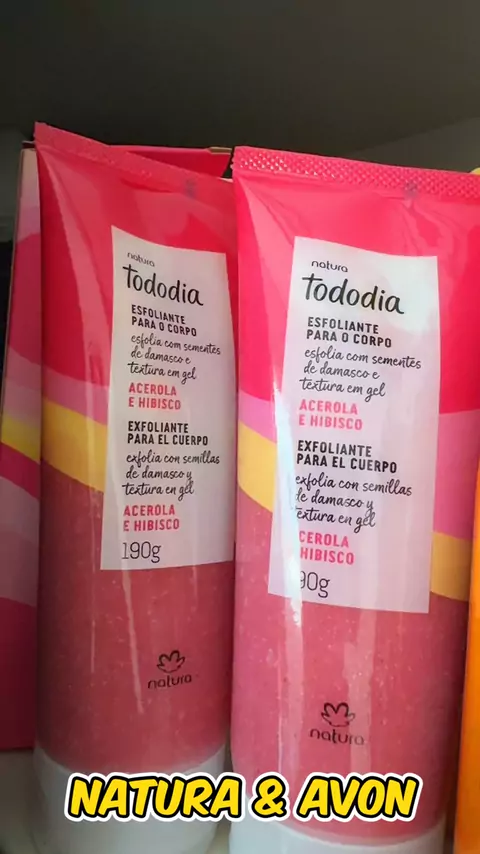 natura
Tododia
ESFOLIANTE
PARA O CORPO
esfolia com sementes
de damasco e
textura em gel
ACEROLA
E HIBISCO
EXFOLIANTE
PARA EL CUERPO
exfolia con semillas
de damasco y
textura en gel
ACEROLA
E HIBISCO
190g
natura
natura
Tododia
ESFOLIANTE
PARA O CORPO
esfolia com sementes
de damasco e
textura em gel
ACEROLA
E HIBISCO
EXFOLIANTE
PARA EL CUERPO
exfolia con semillas
de damasco y
textura en gel
CEROLA
HIBISCO
90g
natura
NATURA & AVON